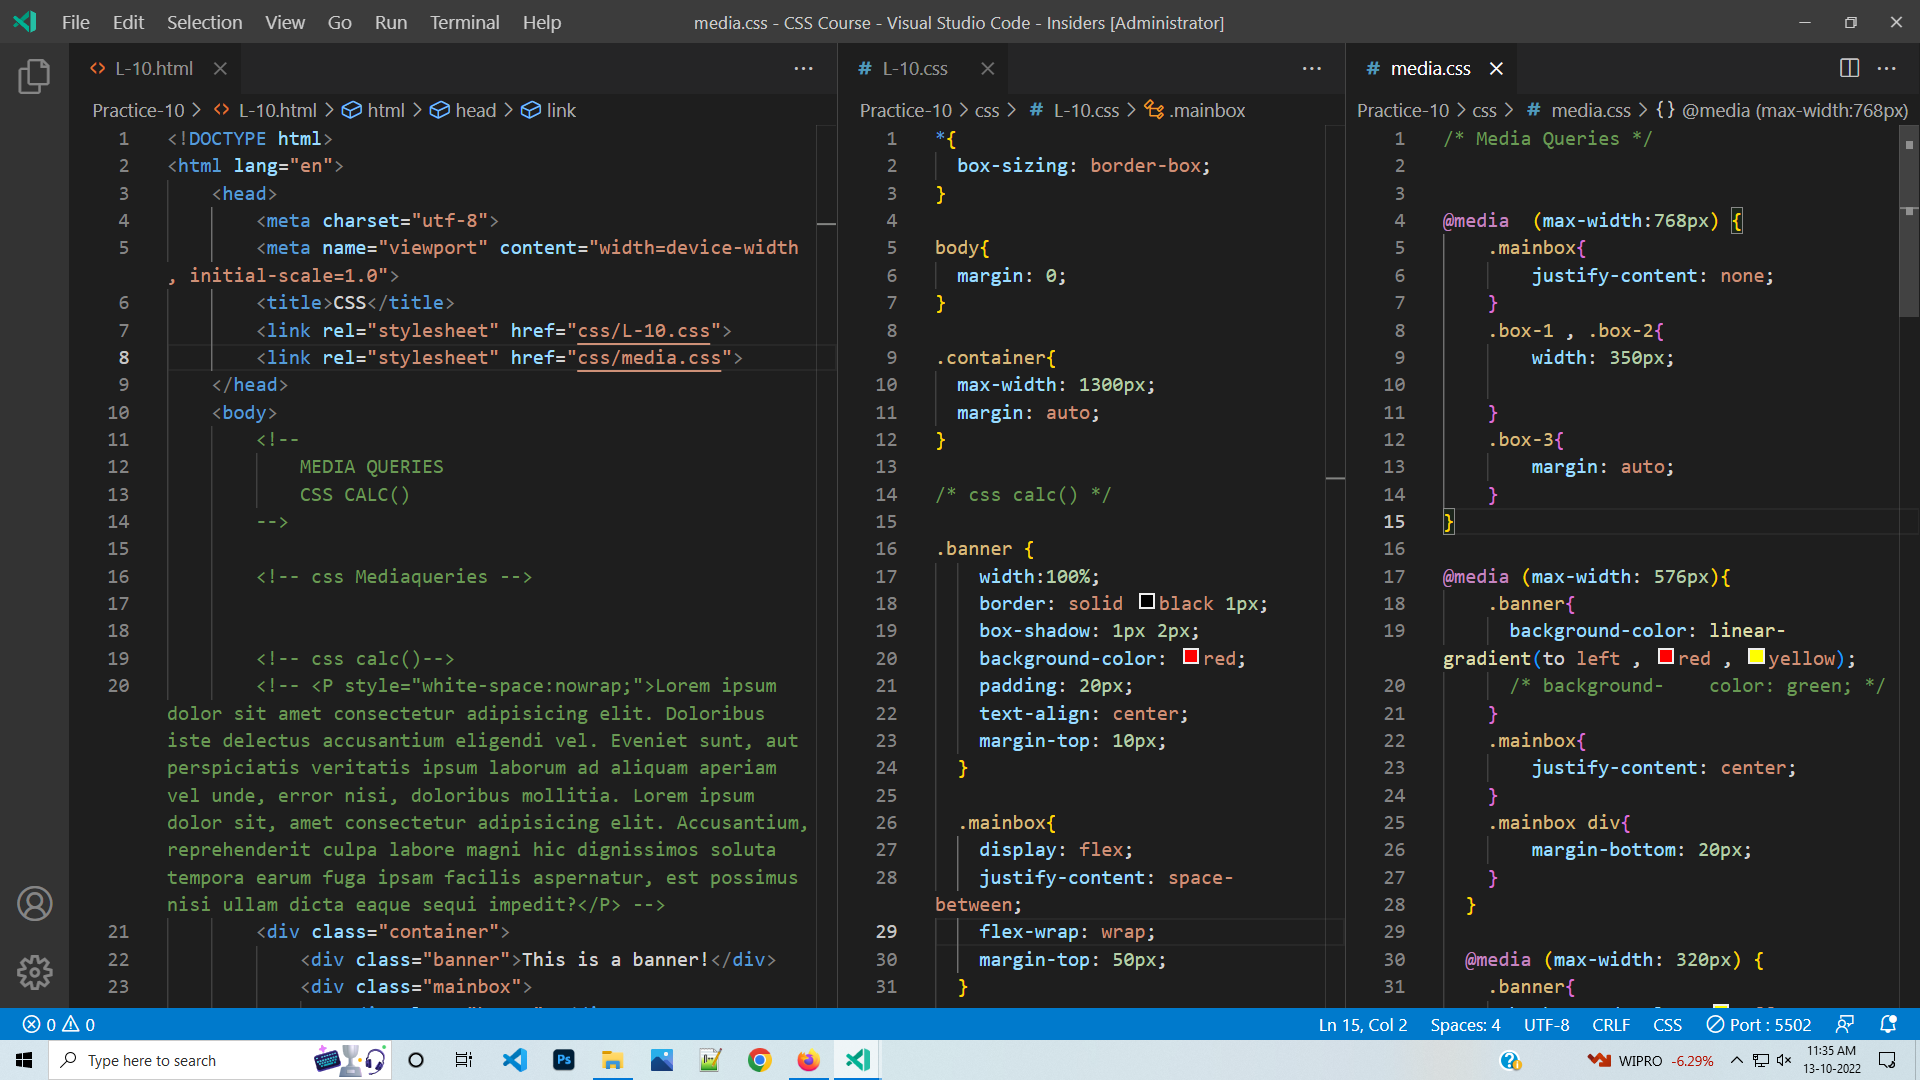 File Edit Selection View Go Run Terminal Help
media.css - CSS Course - Visual Studio Code - Insiders [Administrator]
L-10.html
Practice-10 > L-10.html > html > head > link
1 <!DOCTYPE html>
2 <html lang="en">
3 <head>
4 <meta charset="utf-8">
5 <meta name="viewport" content="width=device-width
, initial-scale=1.0">
6 <title>CSS</title>
7 <link rel="stylesheet" href="css/L-10.css">
8 <link rel="stylesheet" href="css/media.css">
9 </head>
10 <body>
11 <!--
12 MEDIA QUERIES
13 CSS CALC()
14 -->
15
16 <!-- css Mediaqueries -->
17
18
19 <!-- css calc()-->
20 <!-- <P style="white-space:nowrap;">Lorem ipsum
dolor sit amet consectetur adipisicing elit. Doloribus
iste delectus accusantium eligendi vel. Eveniet sunt, aut
perspiciatis veritatis ipsum laborum ad aliquam aperiam
vel unde, error nisi, doloribus mollitia. Lorem ipsum
dolor sit, amet consectetur adipisicing elit. Accusantium,
reprehenderit culpa labore magni hic dignissimos soluta
tempora earum fuga ipsam facilis aspernatur, est possimus
nisi ullam dicta eaque sequi impedit?</P> -->
21 <div class="container">
22 <div class="banner">This is a banner!</div>
23 <div class="mainbox">
L-10.css
Practice-10 > css > # L-10.css > .mainbox
1 *{
2 box-sizing: border-box;
3 }
4
5 body{
6 margin: 0;
7 }
8
9 .container{
10 max-width: 1300px;
11 margin: auto;
12 }
13
14 /* css calc() */
15
16 .banner {
17 width:100%;
18 border: solid black 1px;
19 box-shadow: 1px 2px;
20 background-color: red;
21 padding: 20px;
22 text-align: center;
23 margin-top: 10px;
24 }
25
26 .mainbox{
27 display: flex;
28 justify-content: space-
between;
29 flex-wrap: wrap;
30 margin-top: 50px;
31 }
media.css
Practice-10 > css > # media.css > {} @media (max-width:768px)
1 /* Media Queries */
2
3
4 @media  (max-width:768px) {
5 .mainbox{
6 justify-content: none;
7 }
8 .box-1 , .box-2{
9 width: 350px;
10
11 }
12 .box-3{
13 margin: auto;
14 }
15 }
16
17 @media (max-width: 576px){
18 .banner{
19 background-color: linear-
gradient(to left , red , yellow);
20 /* background-    color: green; */
21 }
22 .mainbox{
23 justify-content: center;
24 }
25 .mainbox div{
26 margin-bottom: 20px;
27 }
28 }
29
30 @media (max-width: 320px) {
31 .banner{
0 0
Ln 15, Col 2 Spaces: 4 UTF-8 CRLF CSS Port : 5502
Type here to search
Ps
WIPRO -6.29%
11:35 AM
13-10-2022